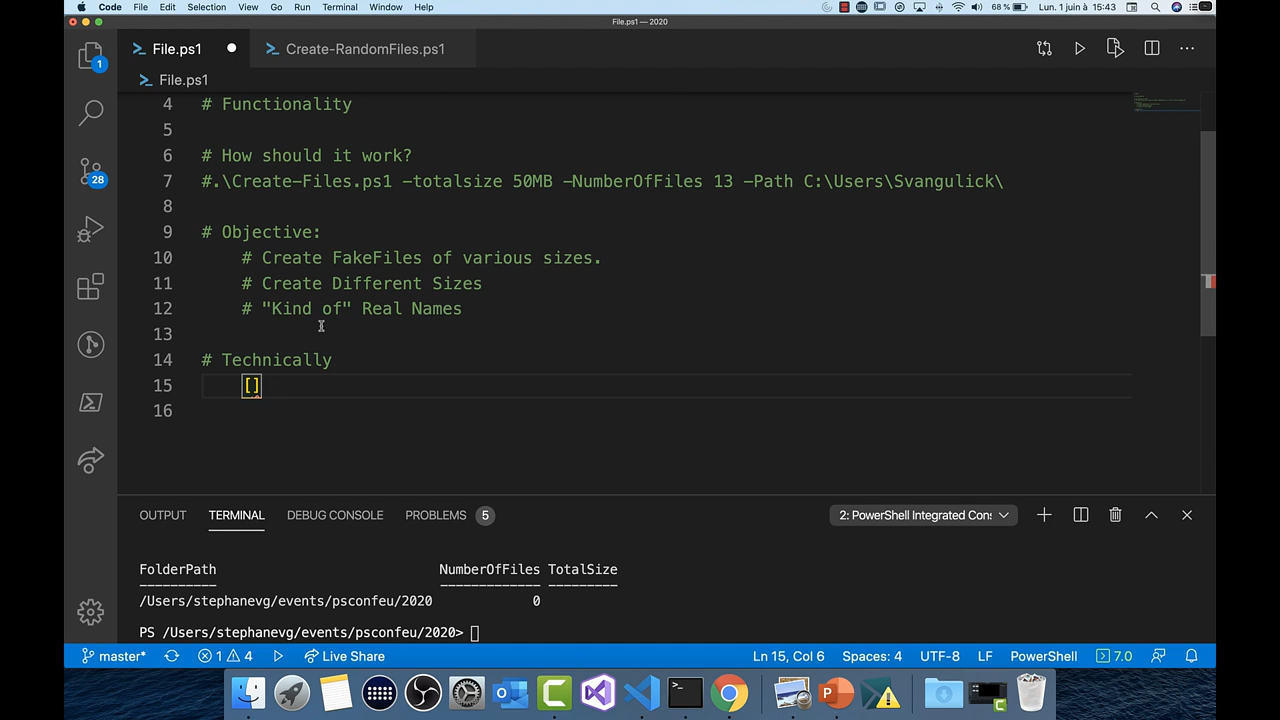 Code File Edit Selection View Go Run Terminal Window Help 68 % Lun. 1 juin à 15:43
File.ps1 — 2020
File.ps1 Create-RandomFiles.ps1
File.ps1
4 # Functionality
5
6 # How should it work?
7 #.\Create-Files.ps1 -totalsize 50MB -NumberOfFiles 13 -Path C:\Users\Svangulick\
8
9 # Objective:
10 # Create FakeFiles of various sizes.
11 # Create Different Sizes
12 # "Kind of" Real Names
13
14 # Technically
15 []
16
1
28
OUTPUT TERMINAL DEBUG CONSOLE PROBLEMS 5 2: PowerShell Integrated Con:
FolderPath NumberOfFiles TotalSize
---------- ------------- ---------
/Users/stephanevg/events/psconfeu/2020 0
PS /Users/stephanevg/events/psconfeu/2020>
master* 1 4 Live Share Ln 15, Col 6 Spaces: 4 UTF-8 LF PowerShell 7.0